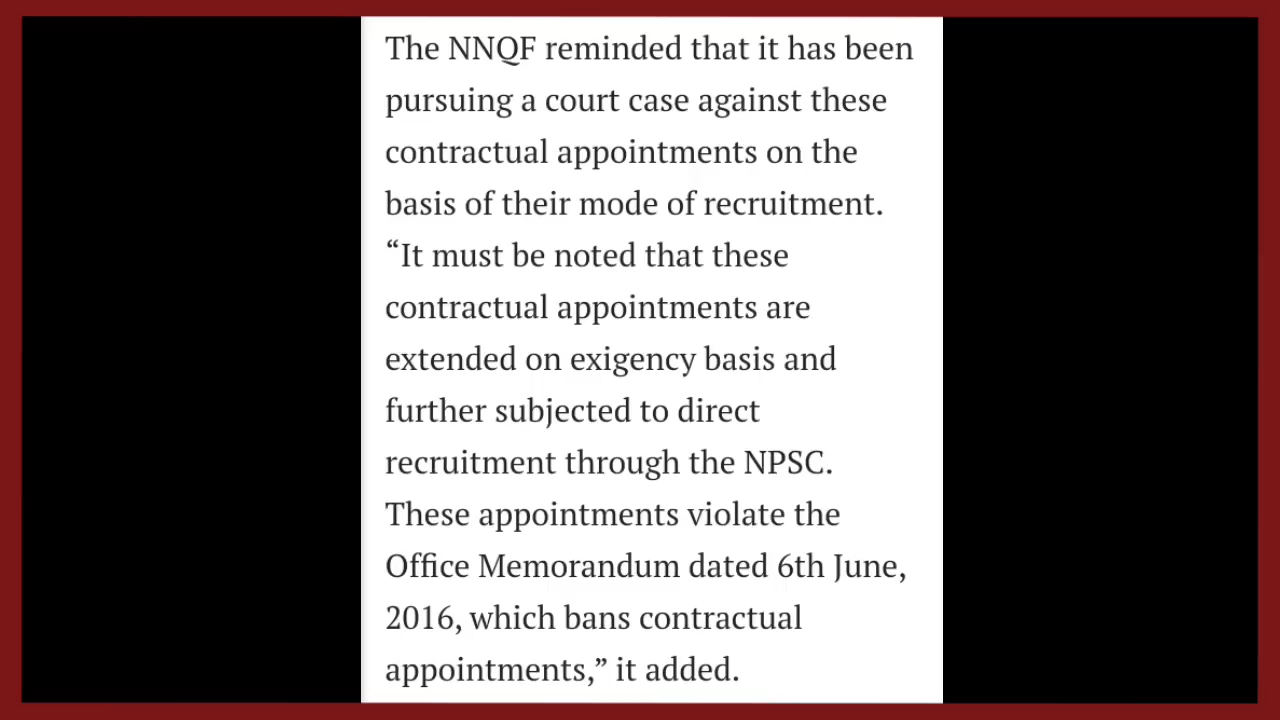 The NNQF reminded that it has been
pursuing a court case against these
contractual appointments on the
basis of their mode of recruitment.
“It must be noted that these
contractual appointments are
extended on exigency basis and
further subjected to direct
recruitment through the NPSC.
These appointments violate the
Office Memorandum dated 6th June,
2016, which bans contractual
appointments,” it added.